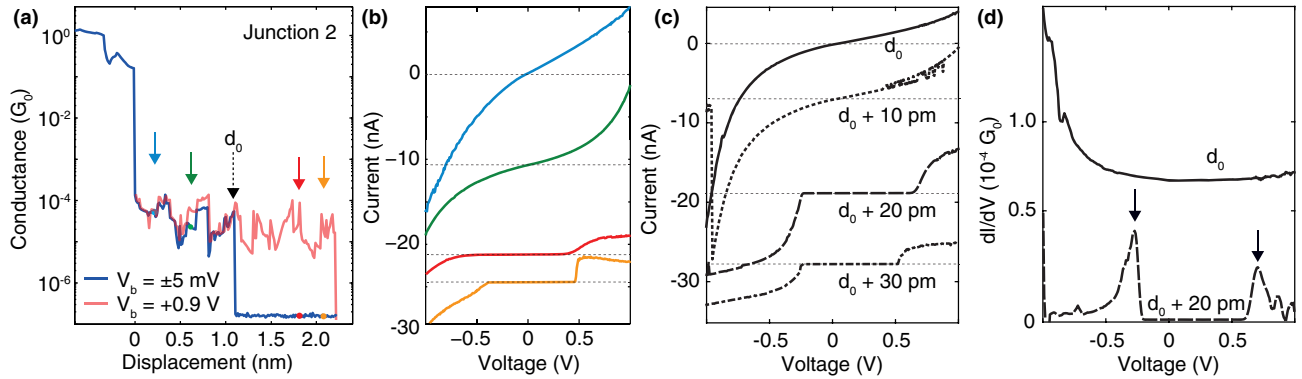 (a)
Junction 2
Conductance (G₀)
10⁰
10⁻²
10⁻⁴
10⁻⁶
d₀
V_b = ±5 mV
V_b = +0.9 V
0
0.5
1.0
1.5
2.0
Displacement (nm)
(b)
Current (nA)
0
-10
-20
-30
-0.5
0
0.5
Voltage (V)
(c)
Current (nA)
0
-10
-20
-30
d₀
d₀ + 10 pm
d₀ + 20 pm
d₀ + 30 pm
-0.5
0
0.5
Voltage (V)
(d)
dI/dV (10⁻⁴ G₀)
1.0
0.5
0
d₀
d₀ + 20 pm
-0.5
0
0.5
Voltage (V)